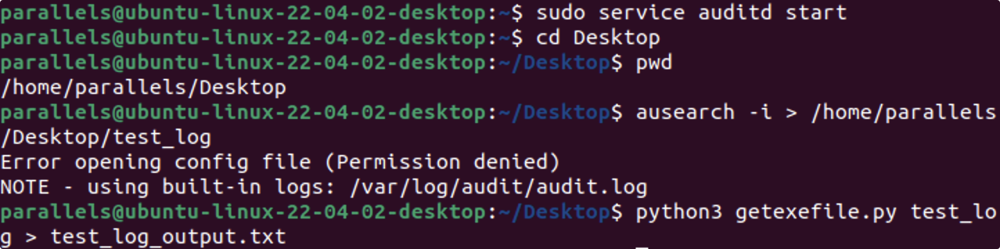 parallels@ubuntu-linux-22-04-02-desktop:~$ sudo service auditd start
parallels@ubuntu-linux-22-04-02-desktop:~$ cd Desktop
parallels@ubuntu-linux-22-04-02-desktop:~/Desktop$ pwd
/home/parallels/Desktop
parallels@ubuntu-linux-22-04-02-desktop:~/Desktop$ ausearch -i > /home/parallels
/Desktop/test_log
Error opening config file (Permission denied)
NOTE - using built-in logs: /var/log/audit/audit.log
parallels@ubuntu-linux-22-04-02-desktop:~/Desktop$ python3 getexefile.py test_lo
g > test_log_output.txt